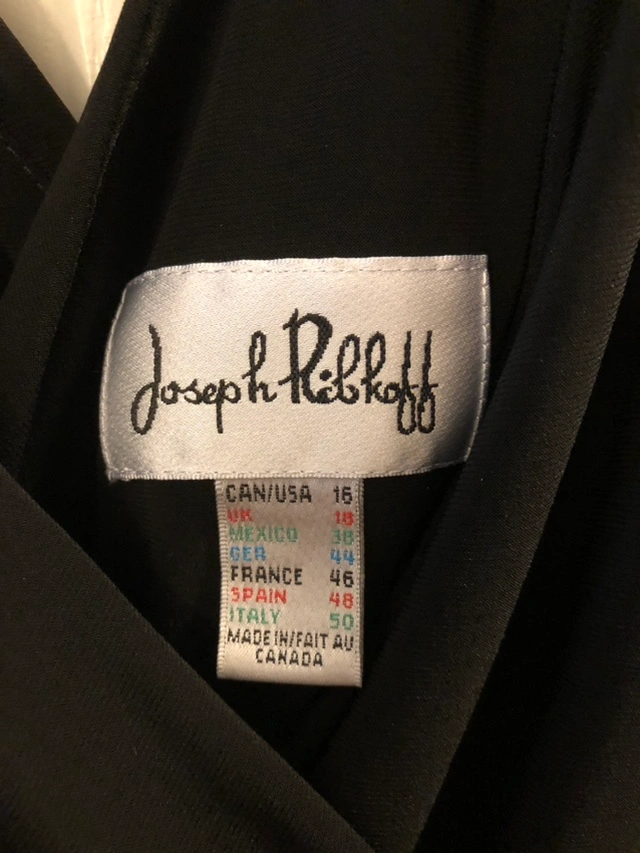 Joseph Ribkoff
CAN/USA 16
UK 18
MEXICO 38
GER 44
FRANCE 46
SPAIN 48
ITALY 50
MADE IN/FAIT AU
CANADA